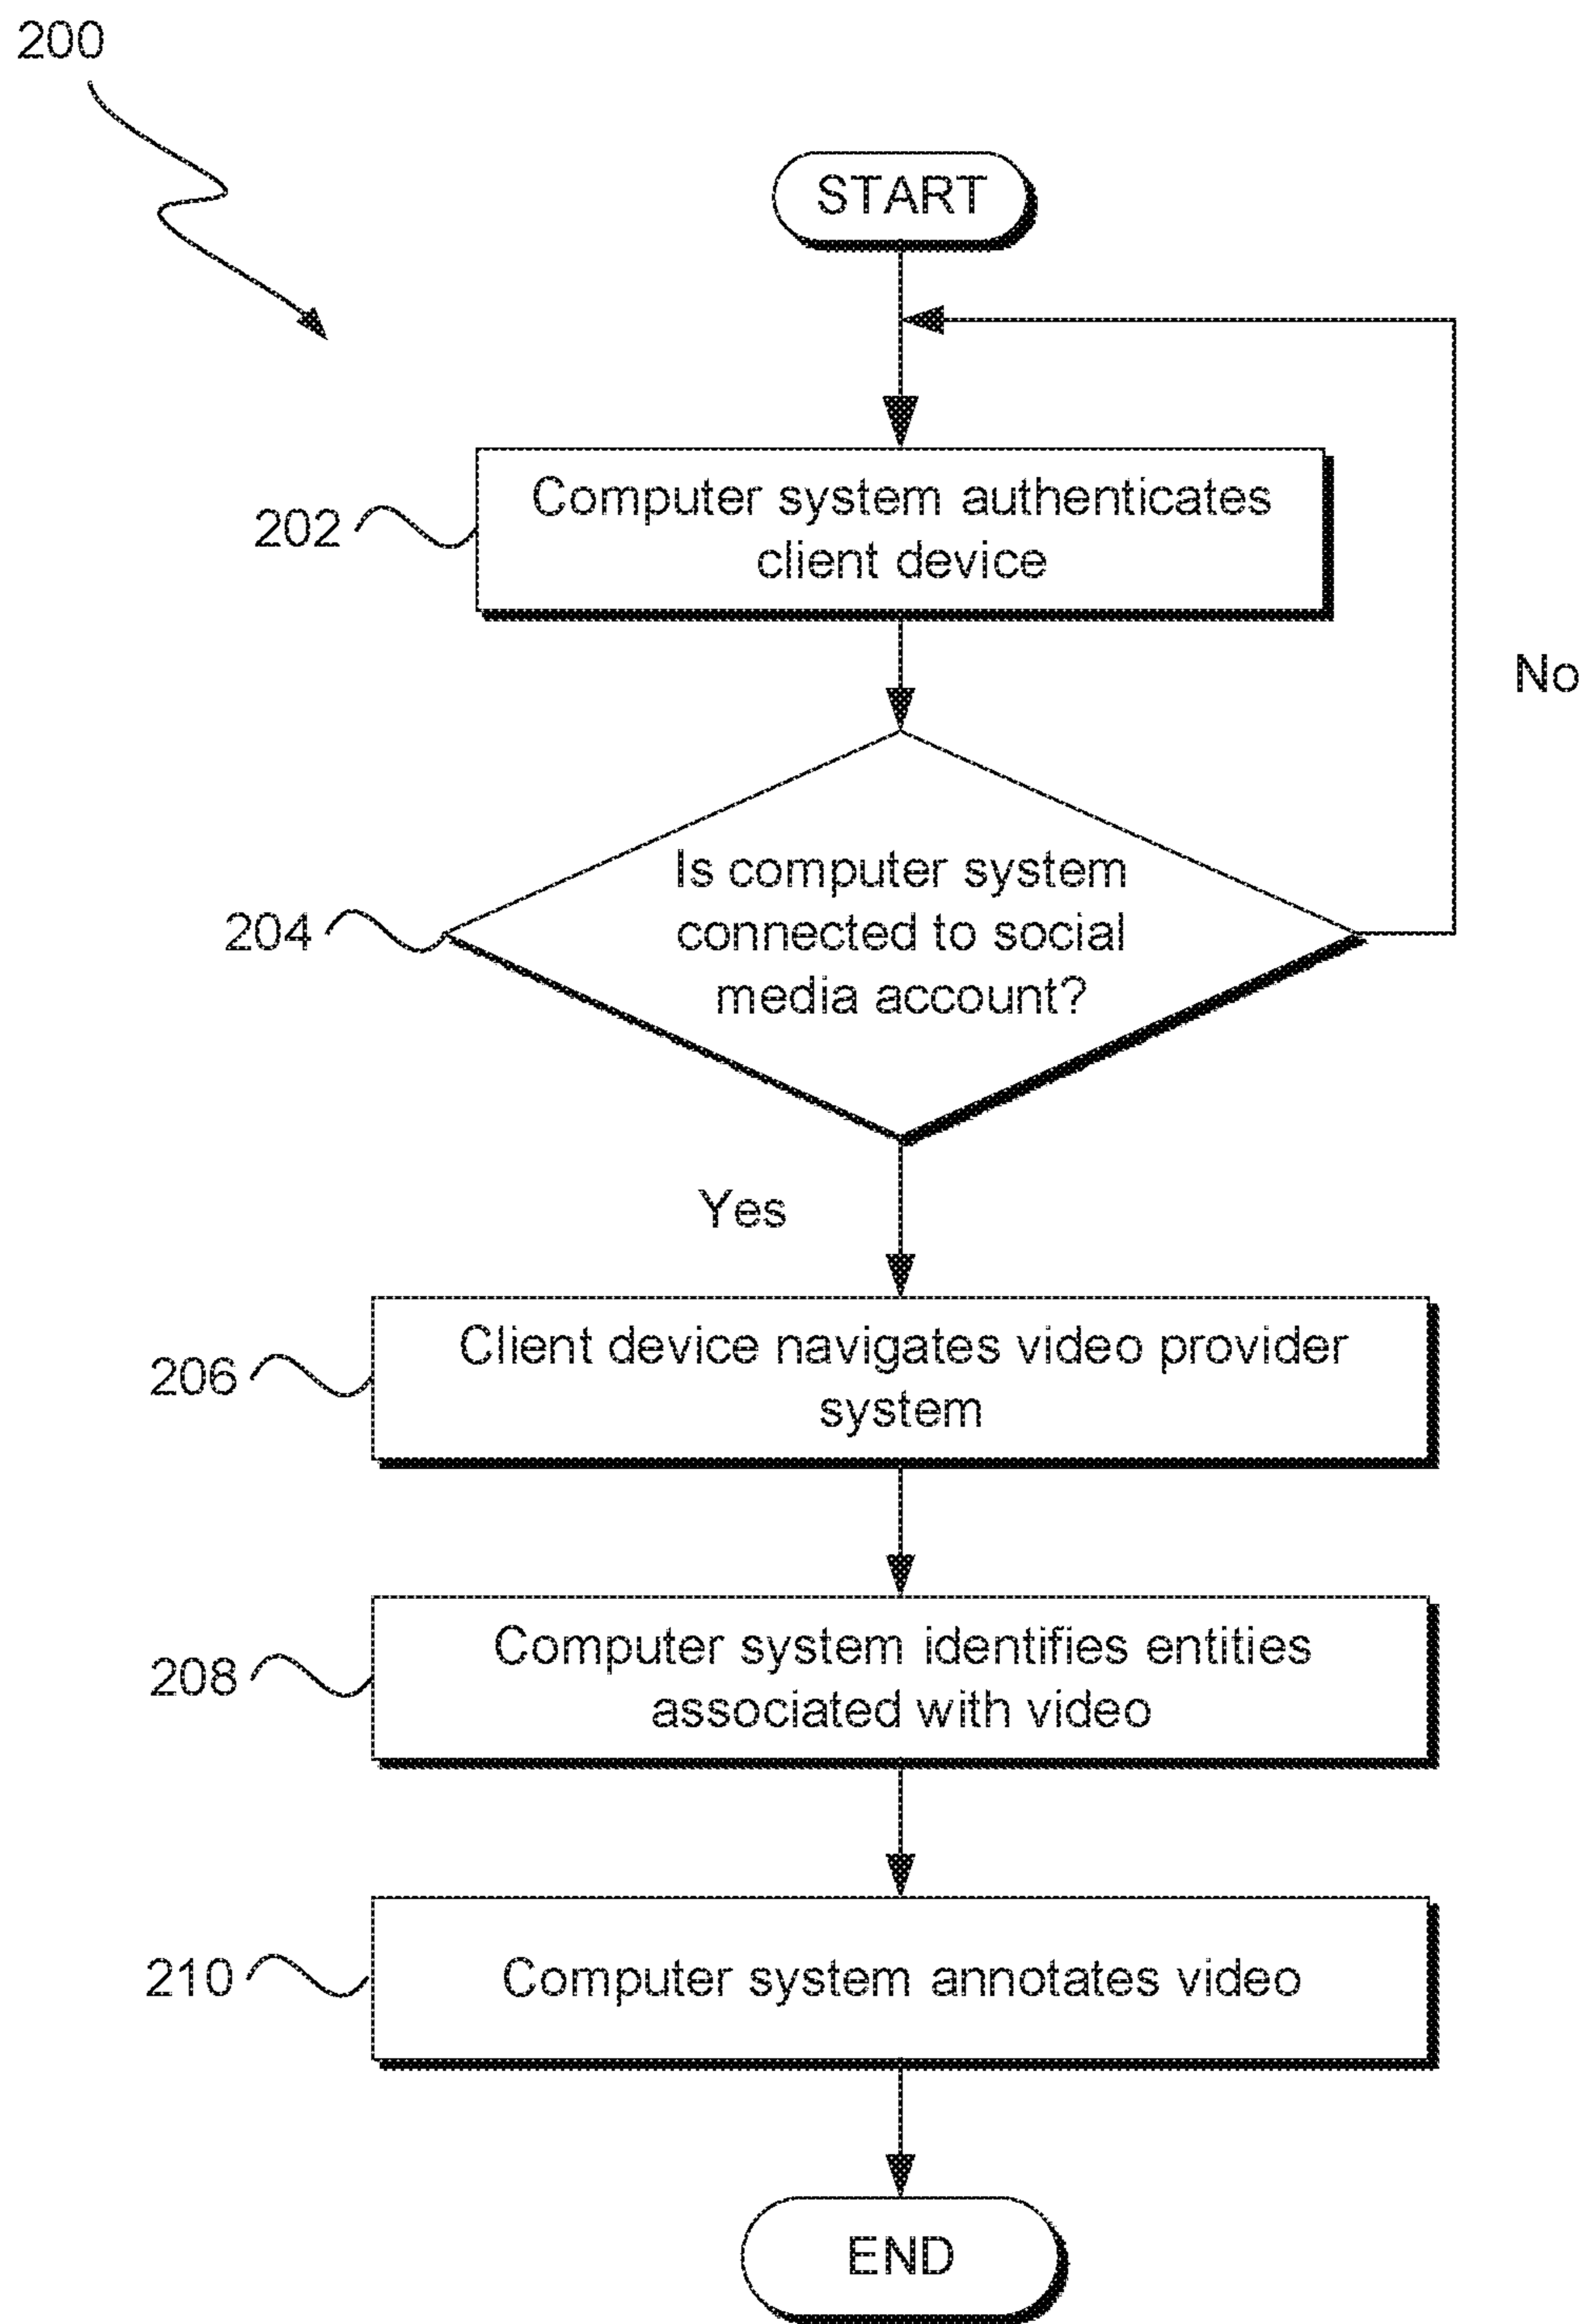 200
START
202
Computer system authenticates
client device
No
204
Is computer system
connected to social
media account?
Yes
206
Client device navigates video provider
system
208
Computer system identifies entities
associated with video
210
Computer system annotates video
END